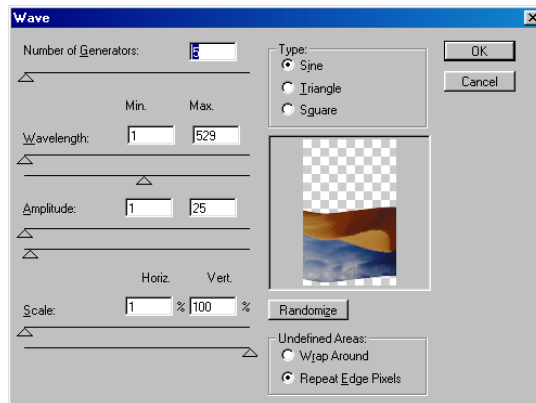 Wave
Number of Generators: 5
Min. Max.
Wavelength: 1 529
Amplitude: 1 25
Horiz. Vert.
Scale: 1 % 100 %
Type:
Sine
Triangle
Square
OK
Cancel
Randomize
Undefined Areas:
Wrap Around
Repeat Edge Pixels